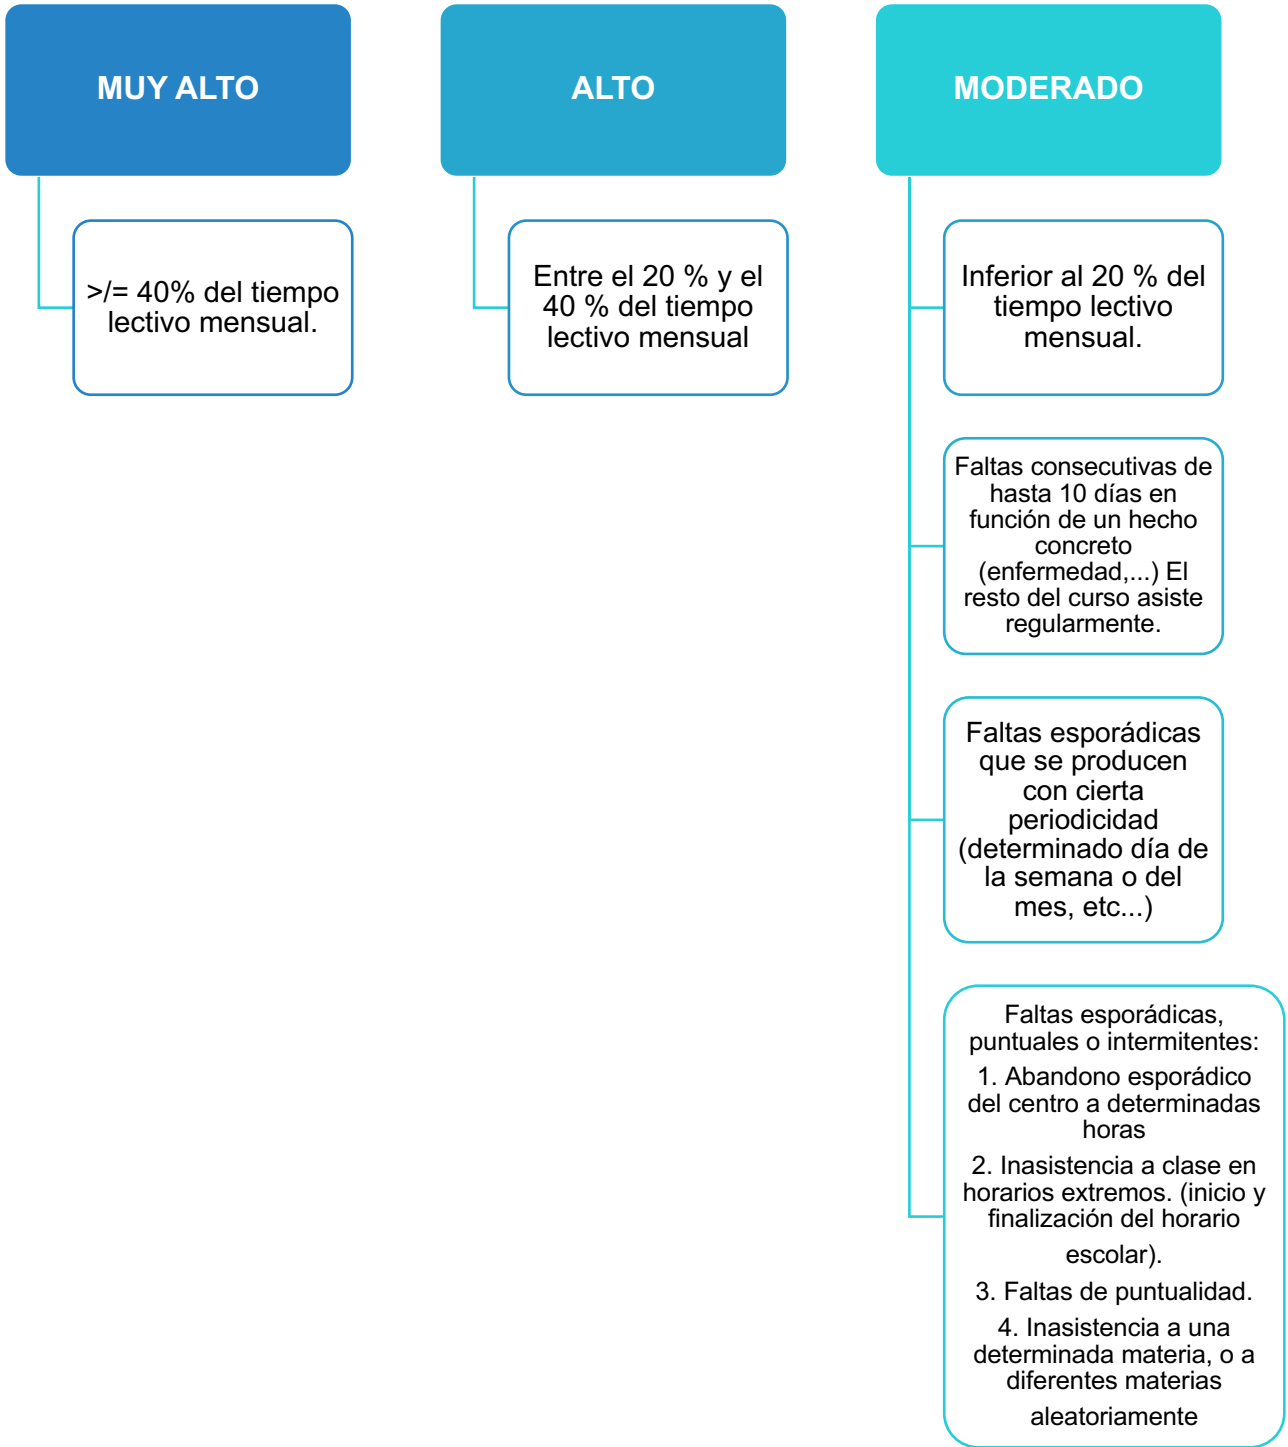 MUY ALTO
>/= 40% del tiempo
lectivo mensual.
ALTO
Entre el 20 % y el
40 % del tiempo
lectivo mensual
MODERADO
Inferior al 20 % del
tiempo lectivo
mensual.
Faltas consecutivas de
hasta 10 días en
función de un hecho
concreto
(enfermedad,...) El
resto del curso asiste
regularmente.
Faltas esporádicas
que se producen
con cierta
periodicidad
(determinado día de
la semana o del
mes, etc...)
Faltas esporádicas,
puntuales o intermitentes:
1. Abandono esporádico
del centro a determinadas
horas
2. Inasistencia a clase en
horarios extremos. (inicio y
finalización del horario
escolar).
3. Faltas de puntualidad.
4. Inasistencia a una
determinada materia, o a
diferentes materias
aleatoriamente